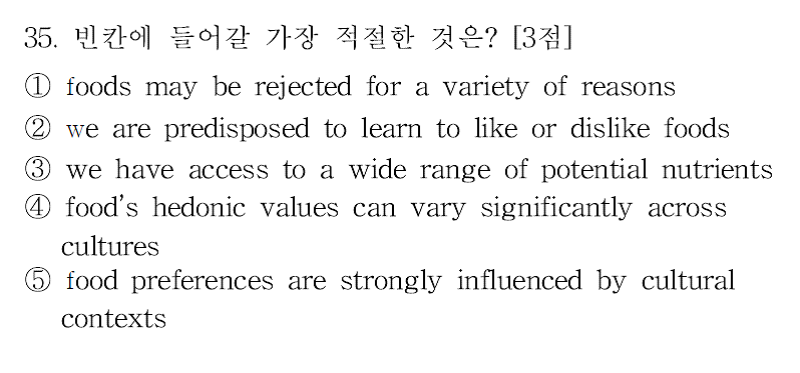 35. 빈칸에 들어갈 가장 적절한 것은? [3점]
① foods may be rejected for a variety of reasons
② we are predisposed to learn to like or dislike foods
③ we have access to a wide range of potential nutrients
④ food's hedonic values can vary significantly across
cultures
⑤ food preferences are strongly influenced by cultural
contexts